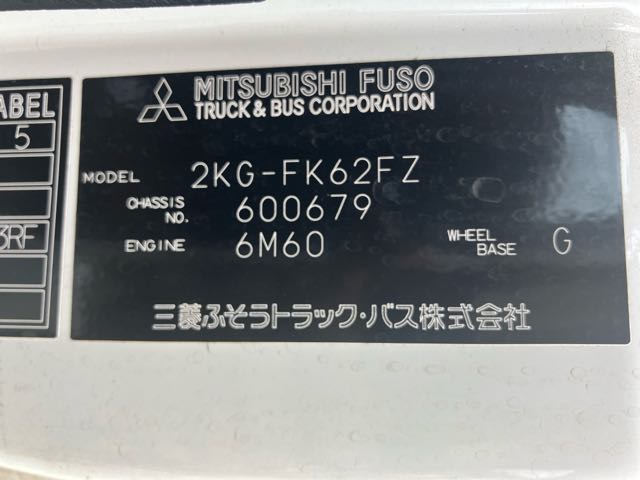 ABEL
5
3RF
MITSUBISHI FUSO
TRUCK & BUS CORPORATION
MODEL 2KG-FK62FZ
CHASSIS NO. 600679
ENGINE 6M60 WHEEL BASE G
三菱ふそうトラック・バス株式会社